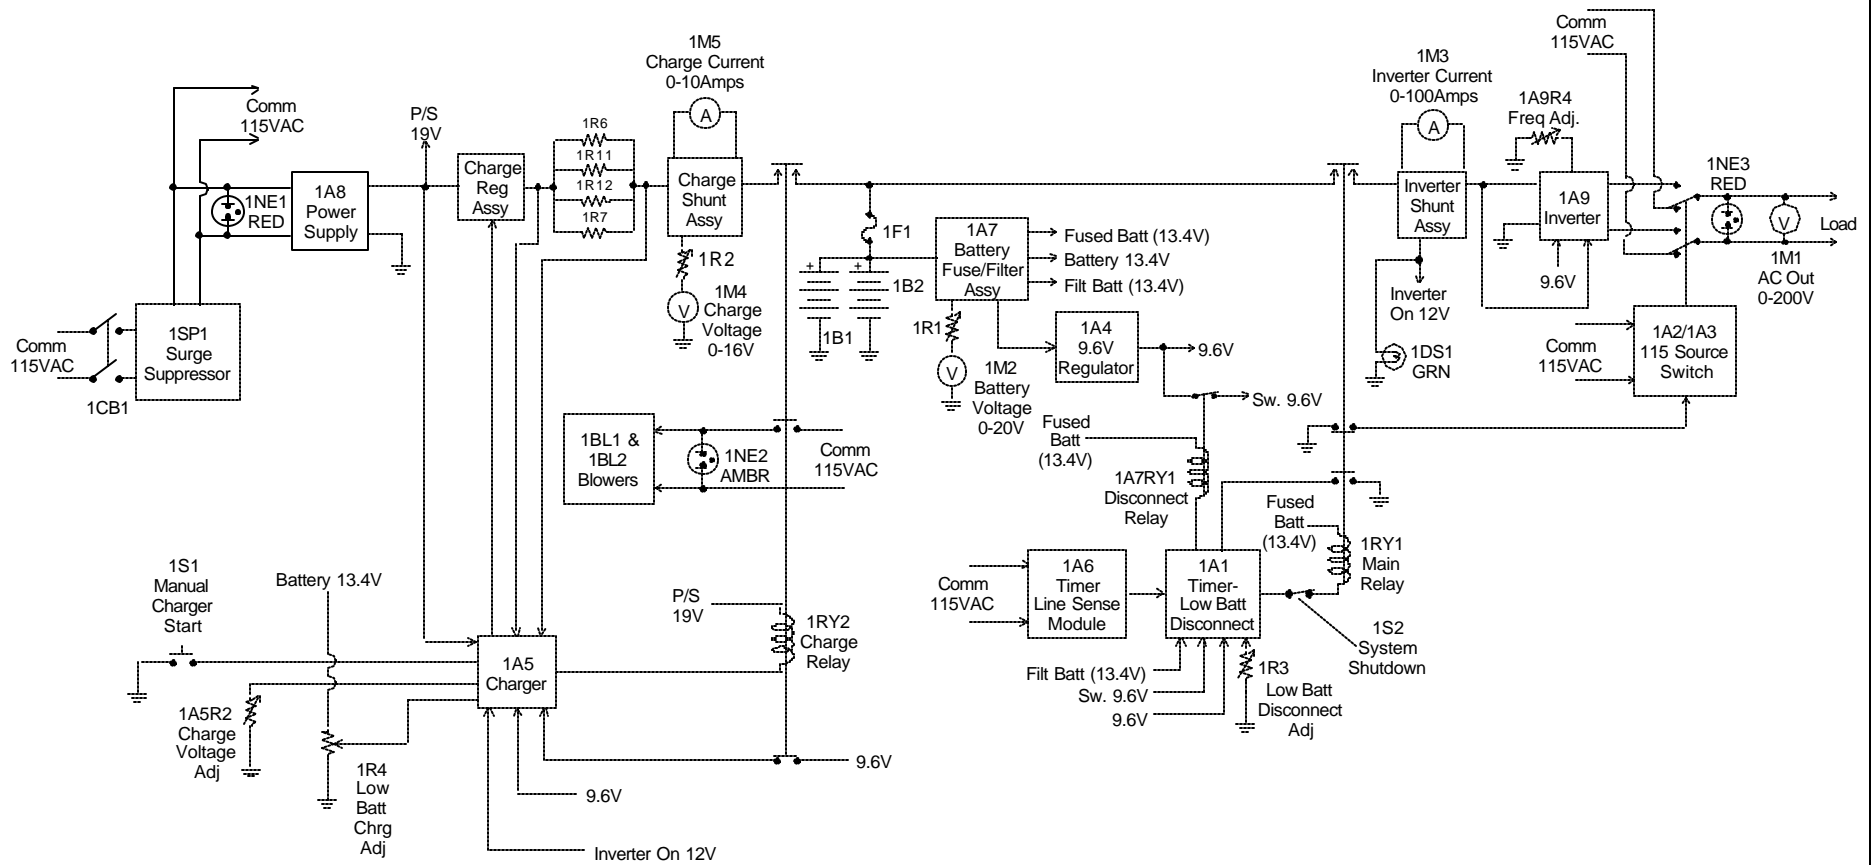 Comm
115VAC
1M5
Charge Current
0-10Amps
A
1M3
Inverter Current
0-100Amps
A
Comm
115VAC
P/S
19V
1R6
1R11
1R12
1R7
1A9R4
Freq Adj.
1NE1
RED
1A8
Power
Supply
Charge
Reg
Assy
Charge
Shunt
Assy
Inverter
Shunt
Assy
1A9
Inverter
1NE3
RED
V
Load
1M1
AC Out
0-200V
1F1
1A7
Battery
Fuse/Filter
Assy
Fused Batt (13.4V)
Battery 13.4V
Filt Batt (13.4V)
1R2
V
1M4
Charge
Voltage
0-16V
+
+
1B2
1B1
9.6V
Inverter
On 12V
Comm
115VAC
1CB1
1SP1
Surge
Suppressor
1R1
V
1M2
Battery
Voltage
0-20V
1A4
9.6V
Regulator
9.6V
1DS1
GRN
Comm
115VAC
1A2/1A3
115 Source
Switch
Sw. 9.6V
1BL1 &
1BL2
Blowers
1NE2
AMBR
Comm
115VAC
Fused
Batt
(13.4V)
1A7RY1
Disconnect
Relay
Fused
Batt
(13.4V)
1RY1
Main
Relay
1S1
Manual
Charger
Start
Battery 13.4V
P/S
19V
1RY2
Charge
Relay
Comm
115VAC
1A6
Timer
Line Sense
Module
1A1
Timer-
Low Batt
Disconnect
1S2
System
Shutdown
1A5
Charger
Filt Batt (13.4V)
Sw. 9.6V
9.6V
1R3
Low Batt
Disconnect
Adj
1A5R2
Charge
Voltage
Adj
1R4
Low
Batt
Chrg
Adj
9.6V
9.6V
Inverter On 12V